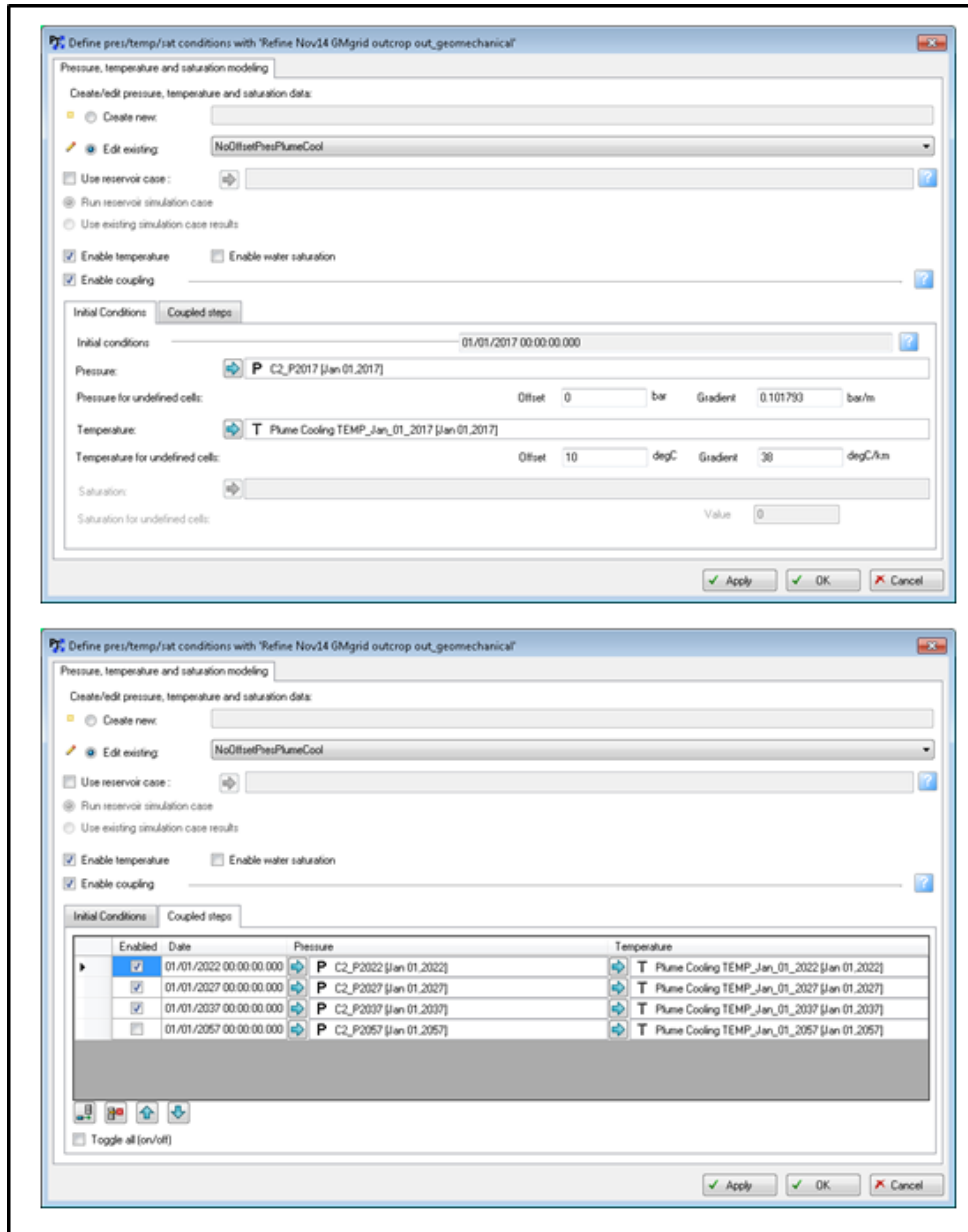 Define pres/temp/sat conditions with 'Refine Nov14 GMgrid outcrop out_geomechanical'
Pressure, temperature and saturation modeling
Create/edit pressure, temperature and saturation data:
Create new:
Edit existing: NoOffsetPresPlumeCool
Use reservoir case : ?
Run reservoir simulation case
Use existing simulation case results
Enable temperature Enable water saturation
Enable coupling ?
Initial Conditions Coupled steps
Initial conditions 01/01/2017 00:00:00.000 ?
Pressure: P C2_P2017 [Jan 01,2017]
Pressure for undefined cells: Offset 0 bar Gradient 0.101793 bar/m
Temperature: T Plume Cooling TEMP_Jan_01_2017 [Jan 01,2017]
Temperature for undefined cells: Offset 10 degC Gradient 38 degC/km
Saturation:
Saturation for undefined cells: Value 0
Apply OK Cancel
Define pres/temp/sat conditions with 'Refine Nov14 GMgrid outcrop out_geomechanical'
Pressure, temperature and saturation modeling
Create/edit pressure, temperature and saturation data:
Create new:
Edit existing: NoOffsetPresPlumeCool
Use reservoir case : ?
Run reservoir simulation case
Use existing simulation case results
Enable temperature Enable water saturation
Enable coupling ?
Initial Conditions Coupled steps
Enabled Date Pressure Temperature
01/01/2022 00:00:00.000 P C2_P2022 [Jan 01,2022] T Plume Cooling TEMP_Jan_01_2022 [Jan 01,2022]
01/01/2027 00:00:00.000 P C2_P2027 [Jan 01,2027] T Plume Cooling TEMP_Jan_01_2027 [Jan 01,2027]
01/01/2037 00:00:00.000 P C2_P2037 [Jan 01,2037] T Plume Cooling TEMP_Jan_01_2037 [Jan 01,2037]
01/01/2057 00:00:00.000 P C2_P2057 [Jan 01,2057] T Plume Cooling TEMP_Jan_01_2057 [Jan 01,2057]
Toggle all (on/off)
Apply OK Cancel